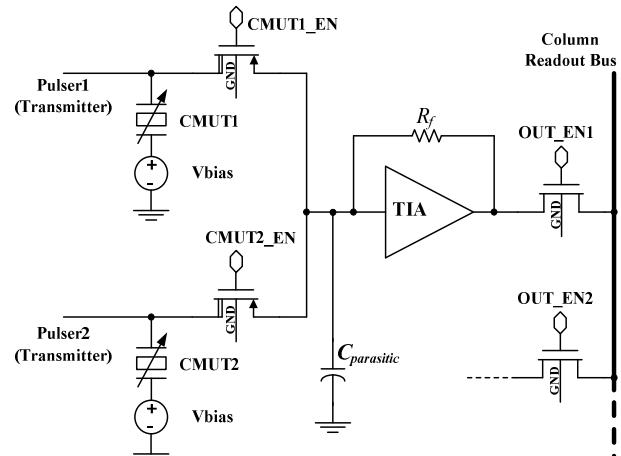 CMUT1_EN
GND
Pulser1
(Transmitter)
CMUT1
+
-
Vbias
Column
Readout Bus
R_f
OUT_EN1
TIA
GND
CMUT2_EN
GND
Pulser2
(Transmitter)
CMUT2
+
-
Vbias
C_parasitic
OUT_EN2
GND